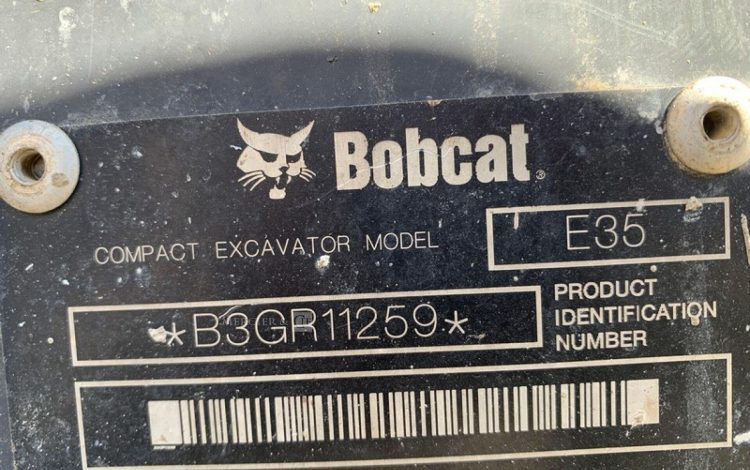 Bobcat®
COMPACT EXCAVATOR MODEL E35
*B3GR11259*
PRODUCT
IDENTIFICATION
NUMBER